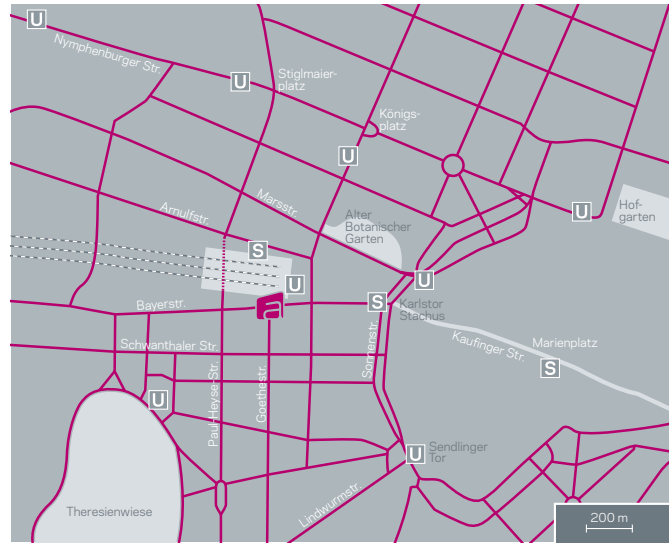 U
Nymphenburger Str.
U
Stiglmaier-
platz
Königs-
platz
U
Marsstr.
Arnulfstr.
Alter
Botanischer
Garten
U
Hof-
garten
S
U
U
Bayerstr.
a
S
Karlstor
Stachus
Schwanthaler Str.
Sonnenstr.
Kaufinger Str.
Marienplatz
S
Paul-Heyse-Str.
Goethestr.
U
U
Sendlinger
Tor
Lindwurmstr.
Theresienwiese
200 m